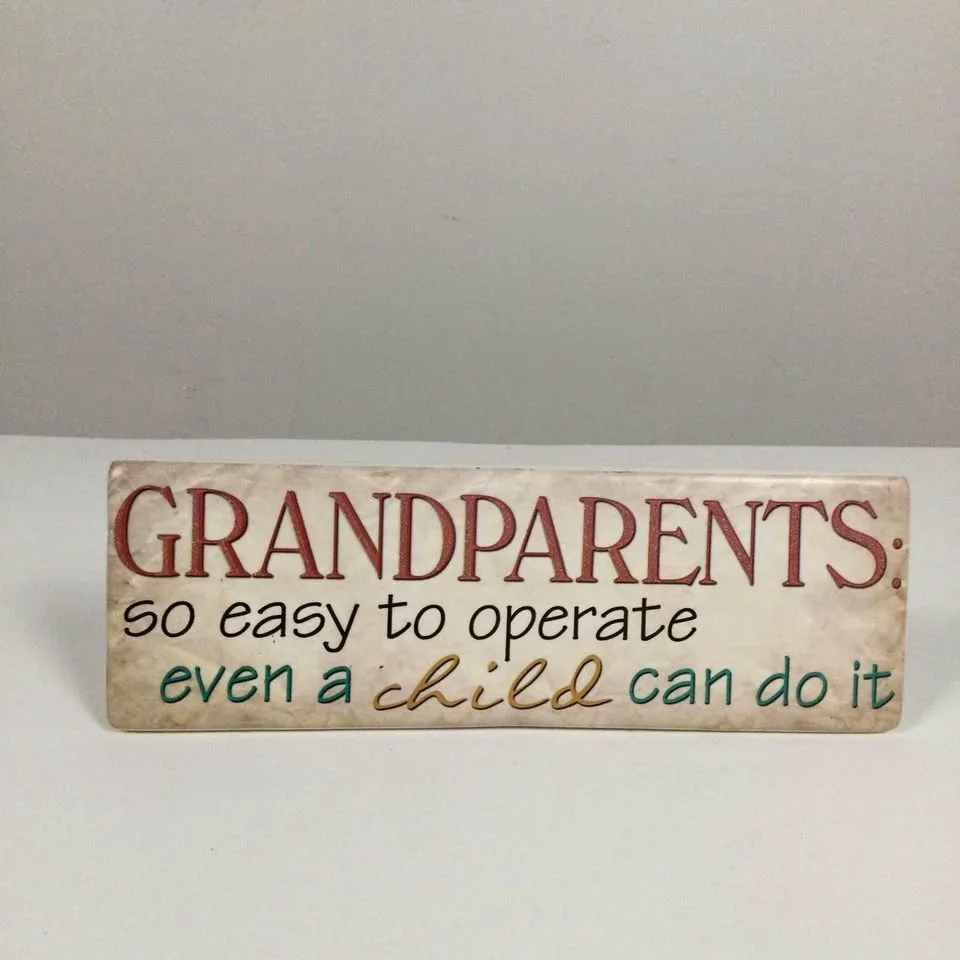 GRANDPARENTS:
so easy to operate
even a child can do it